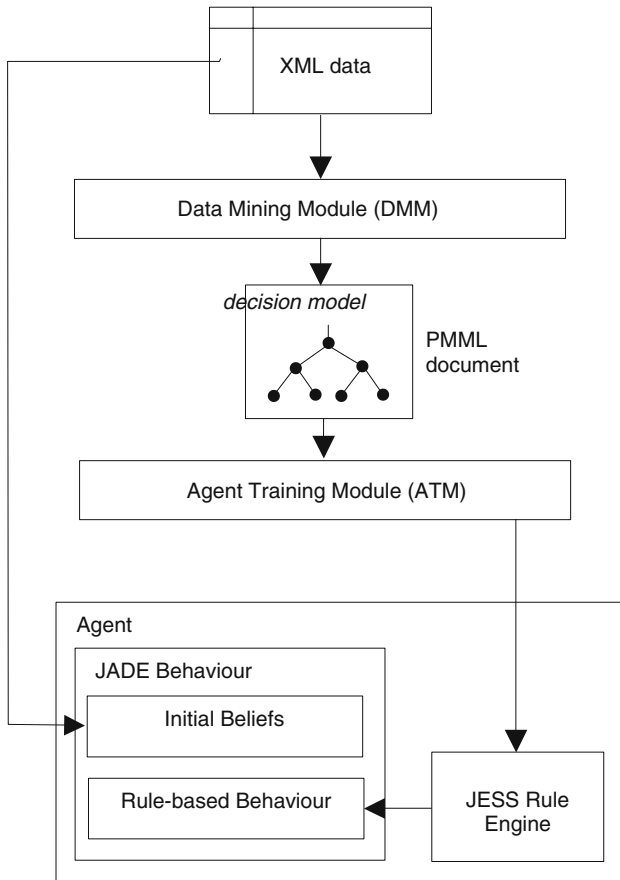 XML data
Data Mining Module (DMM)
decision model
PMML
document
Agent Training Module (ATM)
Agent
JADE Behaviour
Initial Beliefs
Rule-based Behaviour
JESS Rule
Engine